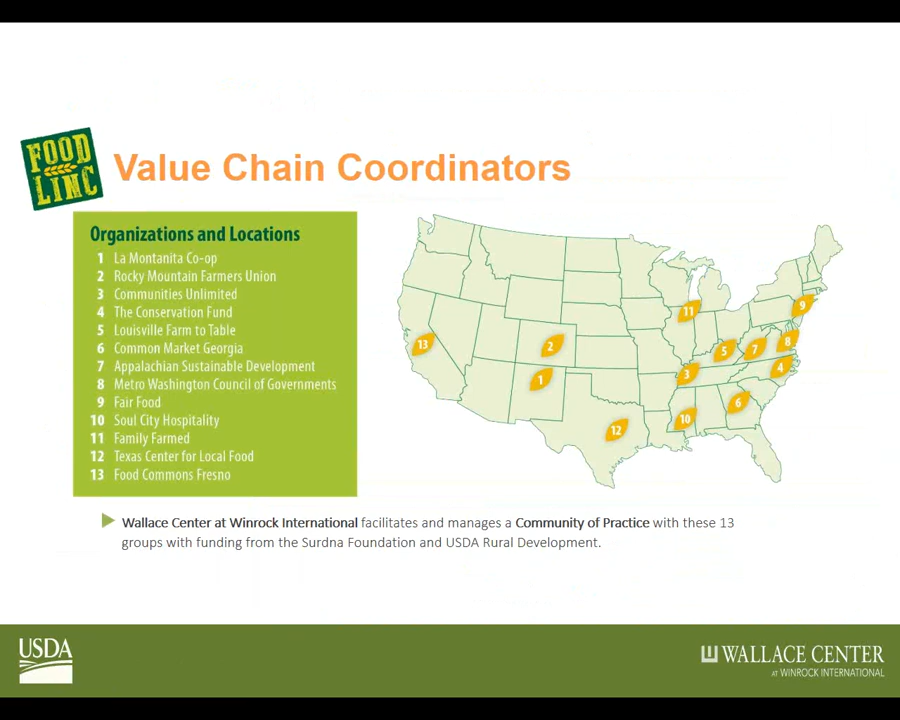 FOOD
LINC
Value Chain Coordinators
Organizations and Locations
1 La Montanita Co-op
2 Rocky Mountain Farmers Union
3 Communities Unlimited
4 The Conservation Fund
5 Louisville Farm to Table
6 Common Market Georgia
7 Appalachian Sustainable Development
8 Metro Washington Council of Governments
9 Fair Food
10 Soul City Hospitality
11 Family Farmed
12 Texas Center for Local Food
13 Food Commons Fresno
9
11
8
13
2
5
7
4
3
1
6
10
12
Wallace Center at Winrock International facilitates and manages a Community of Practice with these 13
groups with funding from the Surdna Foundation and USDA Rural Development.
USDA
WALLACE CENTER
AT WINROCK INTERNATIONAL